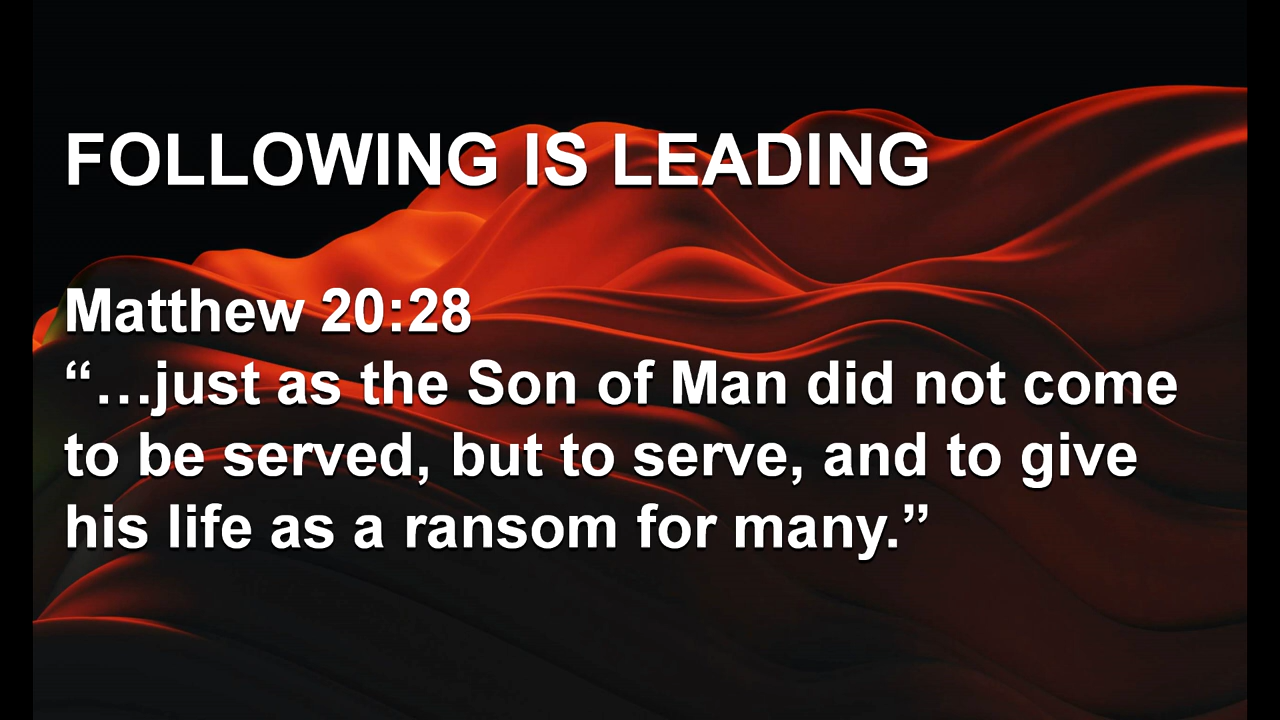 FOLLOWING IS LEADING
Matthew 20:28
“…just as the Son of Man did not come
to be served, but to serve, and to give
his life as a ransom for many.”